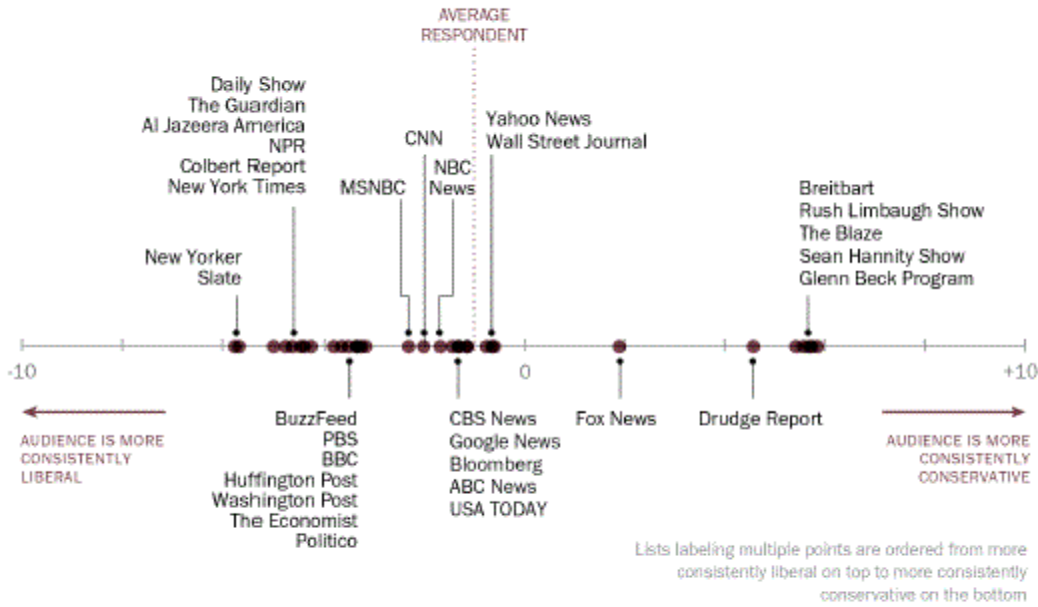 AVERAGE
RESPONDENT
Daily Show
The Guardian
Al Jazeera America
NPR
Colbert Report
New York Times
CNN
Yahoo News
Wall Street Journal
MSNBC
NBC
News
Breitbart
Rush Limbaugh Show
The Blaze
Sean Hannity Show
Glenn Beck Program
New Yorker
Slate
-10
0
+10
AUDIENCE IS MORE
CONSISTENTLY
LIBERAL
BuzzFeed
PBS
BBC
Huffington Post
Washington Post
The Economist
Politico
CBS News
Google News
Bloomberg
ABC News
USA TODAY
Fox News
Drudge Report
AUDIENCE IS MORE
CONSISTENTLY
CONSERVATIVE
Lists labeling multiple points are ordered from more
consistently liberal on top to more consistently
conservative on the bottom